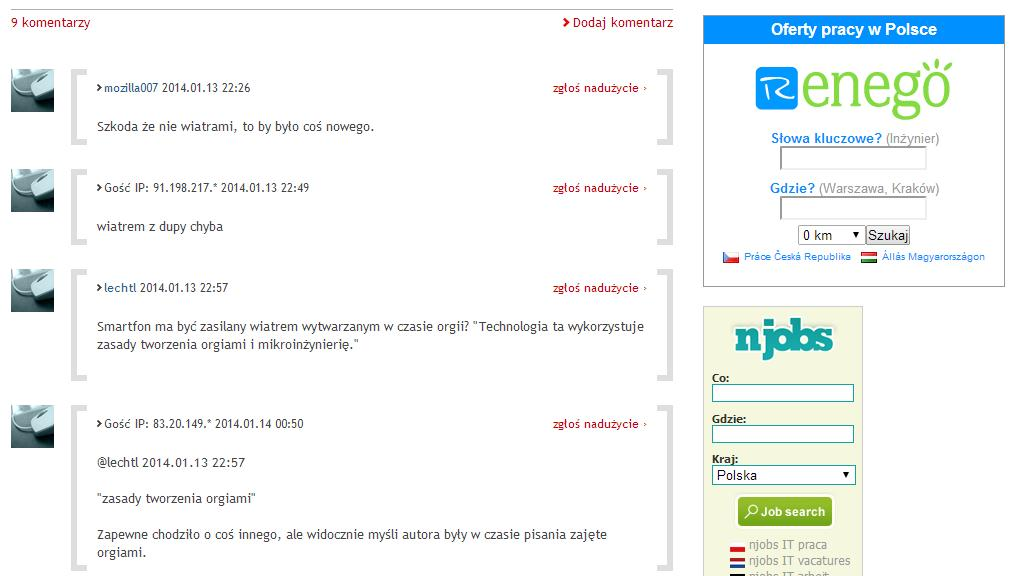 9 komentarzy
Dodaj komentarz
mozilla007 2014.01.13 22:26
zgłoś nadużycie
Szkoda że nie wiatrami, to by było coś nowego.
Gość IP: 91.198.217.* 2014.01.13 22:49
zgłoś nadużycie
wiatrem z dupy chyba
lechtl 2014.01.13 22:57
zgłoś nadużycie
Smartfon ma być zasilany wiatrem wytwarzanym w czasie orgii? "Technologia ta wykorzystuje
zasady tworzenia orgiami i mikroinżynierię."
Gość IP: 83.20.149.* 2014.01.14 00:50
zgłoś nadużycie
@lechtl 2014.01.13 22:57
"zasady tworzenia orgiami"
Zapewne chodziło o coś innego, ale widocznie myśli autora były w czasie pisania zajęte
orgiami.
Oferty pracy w Polsce
Renegö
Słowa kluczowe? (Inżynier)
Gdzie? (Warszawa, Kraków)
0 km Szukaj
Práce Česká Republika Állás Magyarországon
njobs
Co:
Gdzie:
Kraj:
Polska
Job search
njobs IT praca
njobs IT vacatures
njobs IT arbeit